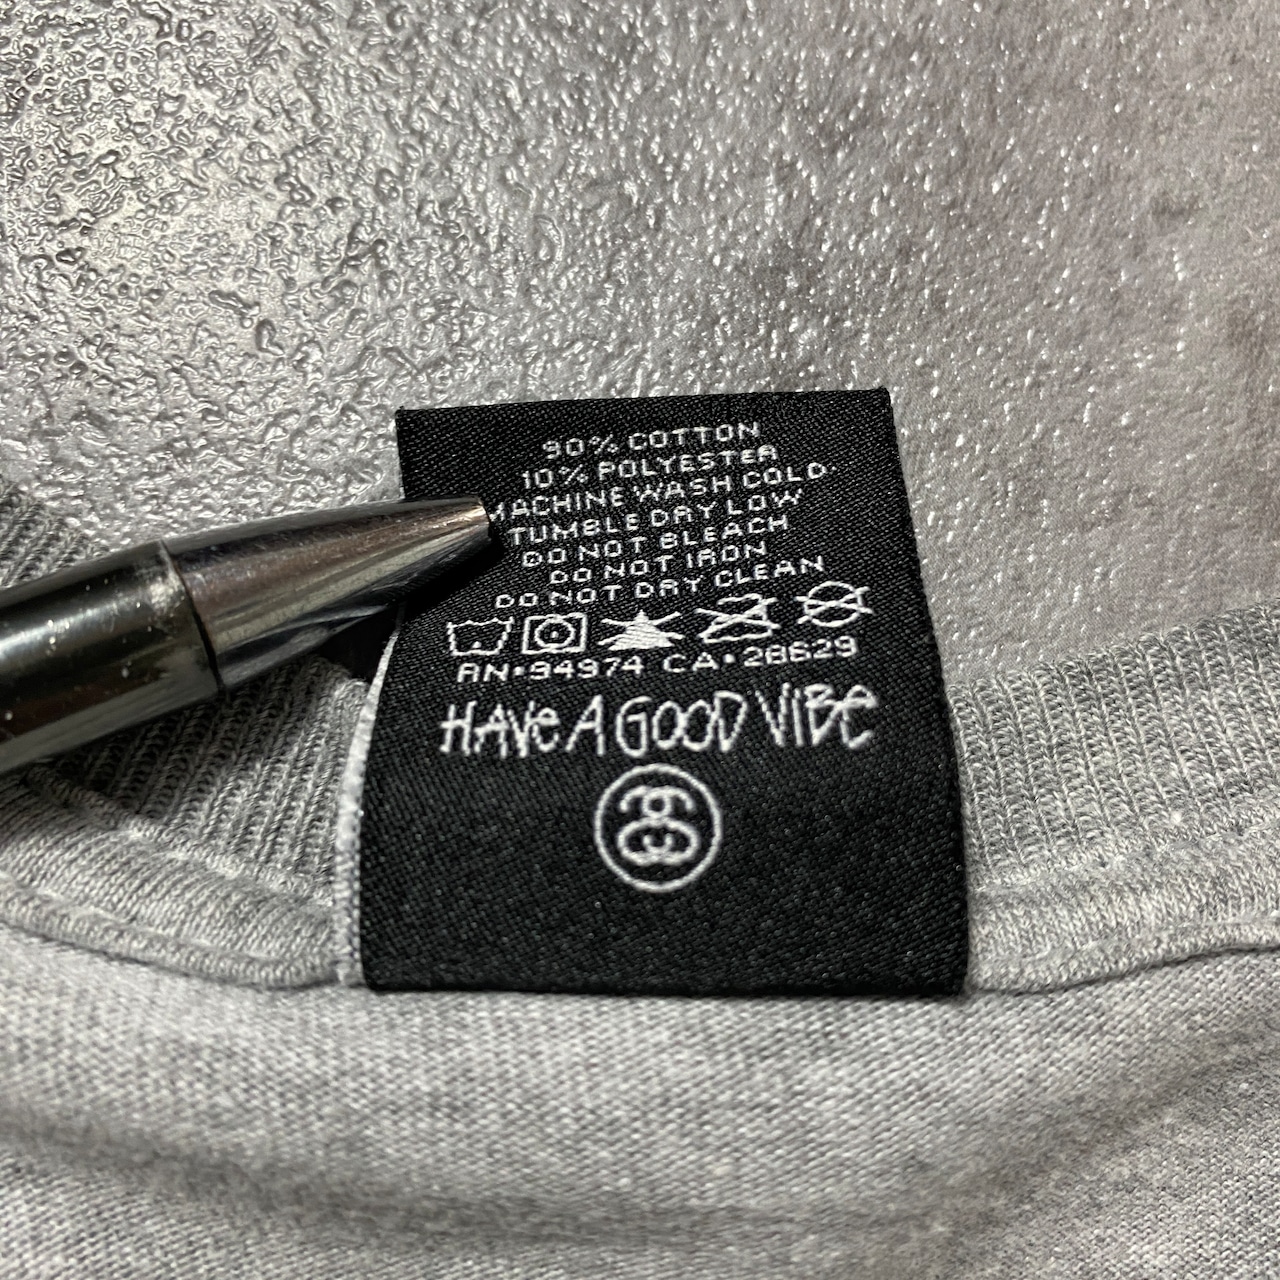 90% COTTON
10% POLYESTER
MACHINE WASH COLD
TUMBLE DRY LOW
DO NOT BLEACH
DO NOT IRON
DO NOT DRY CLEAN
RN•94974 CA•28629
HAVE A GOOD VIBE